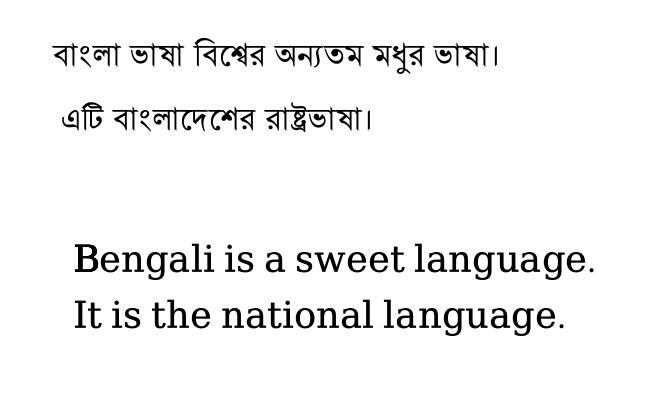 বাংলা ভাষা বিশ্বের অন্যতম মধুর ভাষা।
এটি বাংলাদেশের রাষ্ট্রভাষা।
Bengali is a sweet language.
It is the national language.